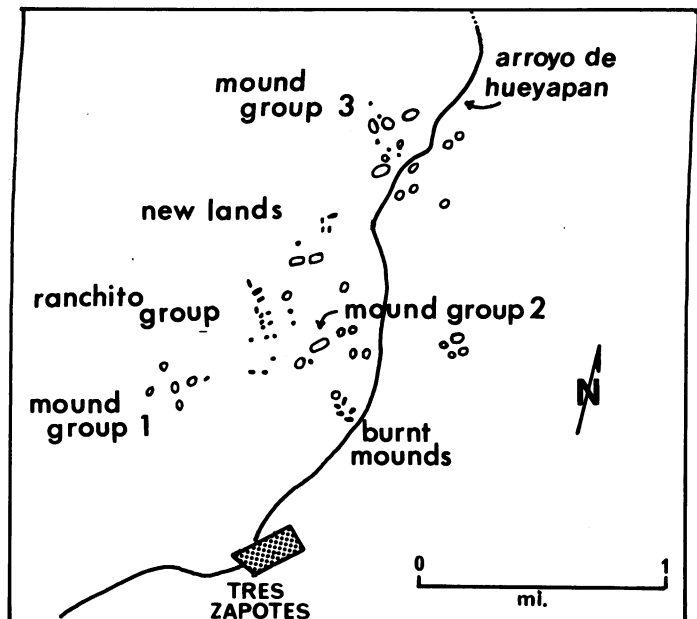 arroyo de
hueyapan
mound
group 3
new lands
ranchito
group
mound group 2
mound
group 1
burnt
mounds
N
0 1
mi.
TRES
ZAPOTES